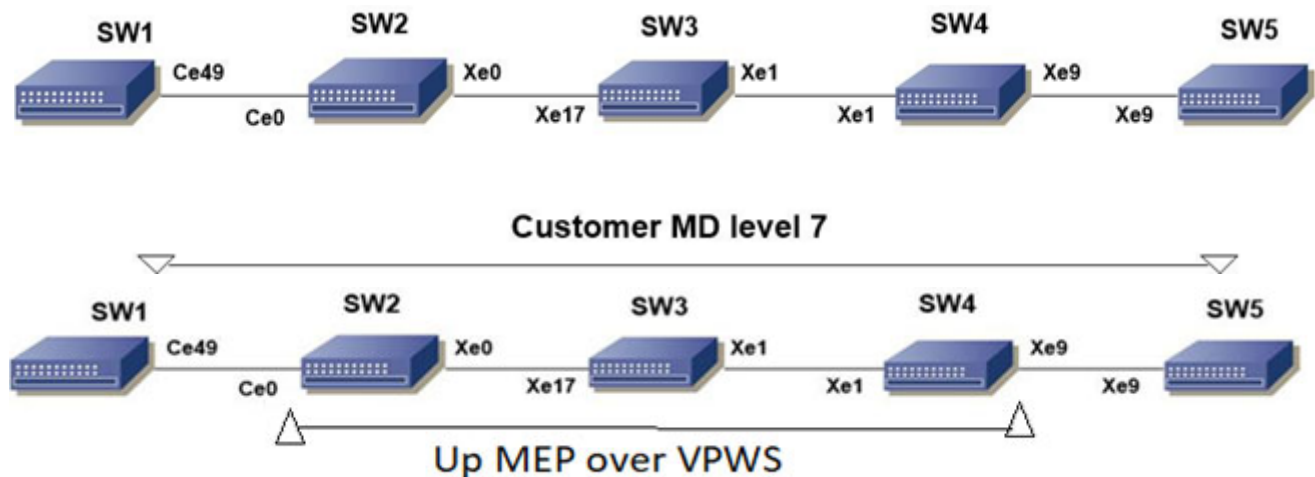 SW1
SW2
SW3
SW4
SW5
Ce49
Xe0
Xe1
Xe9
Ce0
Xe17
Xe1
Xe9
Customer MD level 7
SW1
SW2
SW3
SW4
SW5
Ce49
Xe0
Xe1
Xe9
Ce0
Xe17
Xe1
Xe9
Up MEP over VPWS